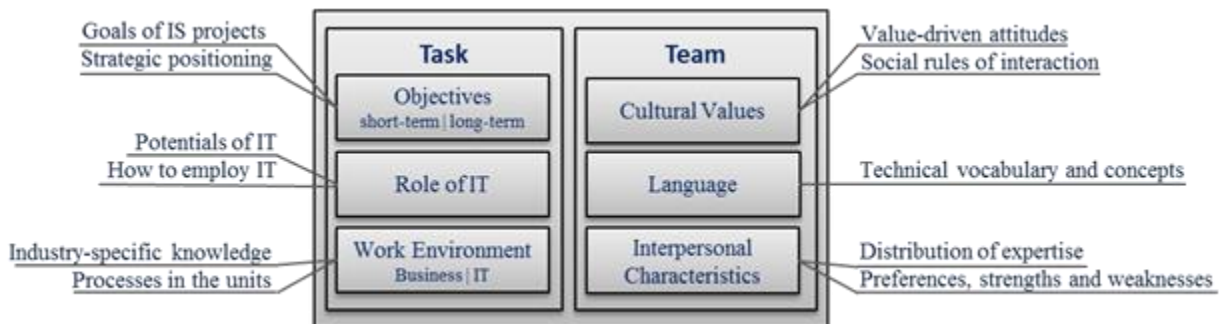 Goals of IS projects
Strategic positioning
Potentials of IT
How to employ IT
Industry-specific knowledge
Processes in the units
Task
Objectives
short-term | long-term
Role of IT
Work Environment
Business | IT
Team
Cultural Values
Language
Interpersonal
Characteristics
Value-driven attitudes
Social rules of interaction
Technical vocabulary and concepts
Distribution of expertise
Preferences, strengths and weaknesses